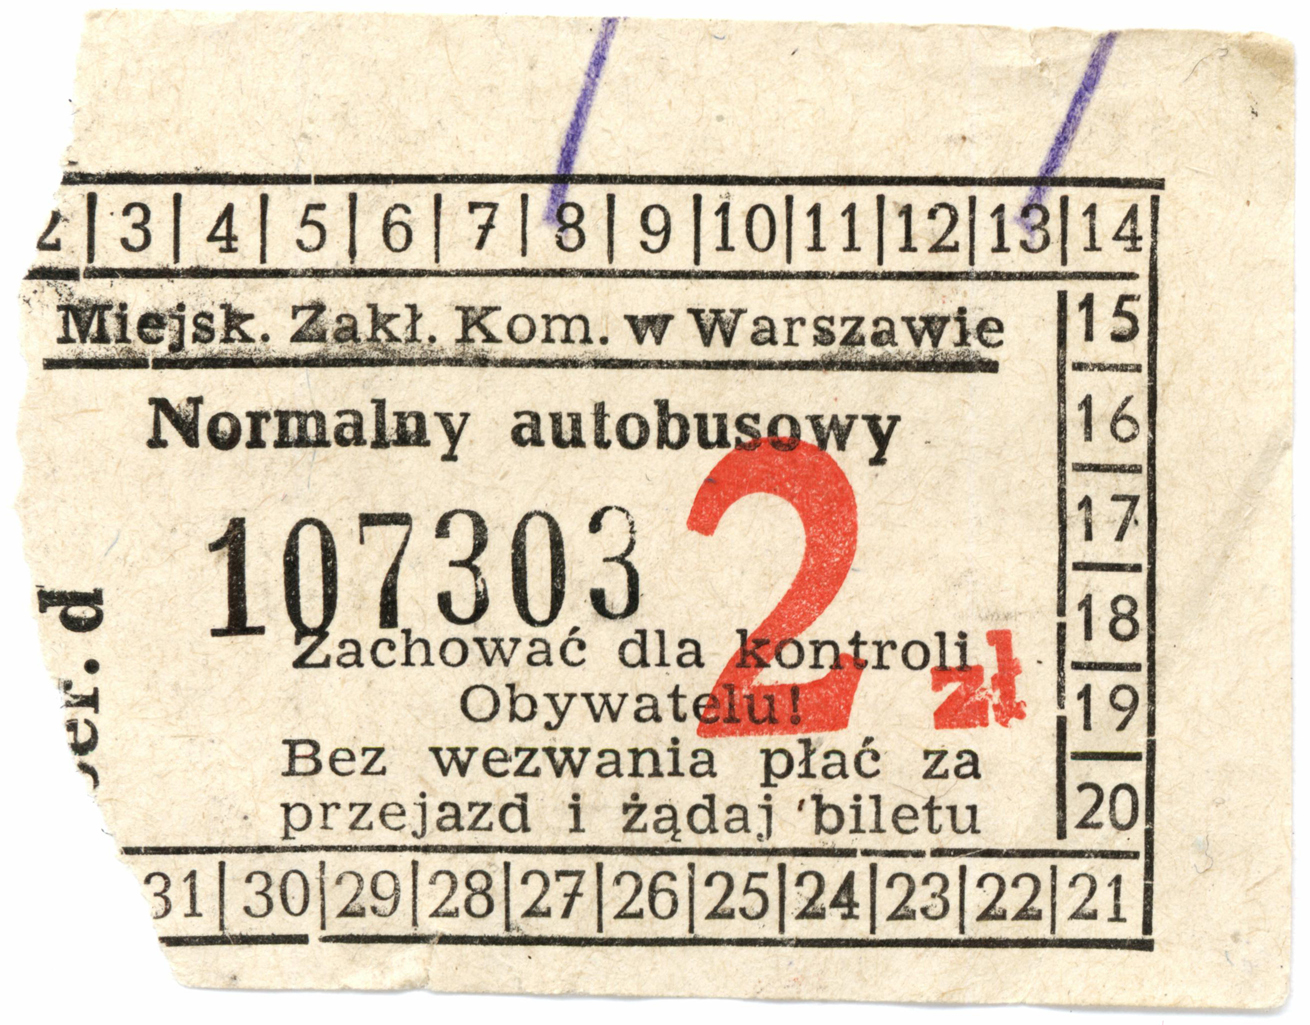 3 4 5 6 7 8 9 10 11 12 13 14
Miejsk. Zakł. Kom. w Warszawie
15
Normalny autobusowy
16
17
107303
2 zł
ser. d
18
Zachować dla kontroli
Obywatelu!
19
Bez wezwania płać za
przejazd i żądaj biletu
20
31 30 29 28 27 26 25 24 23 22 21